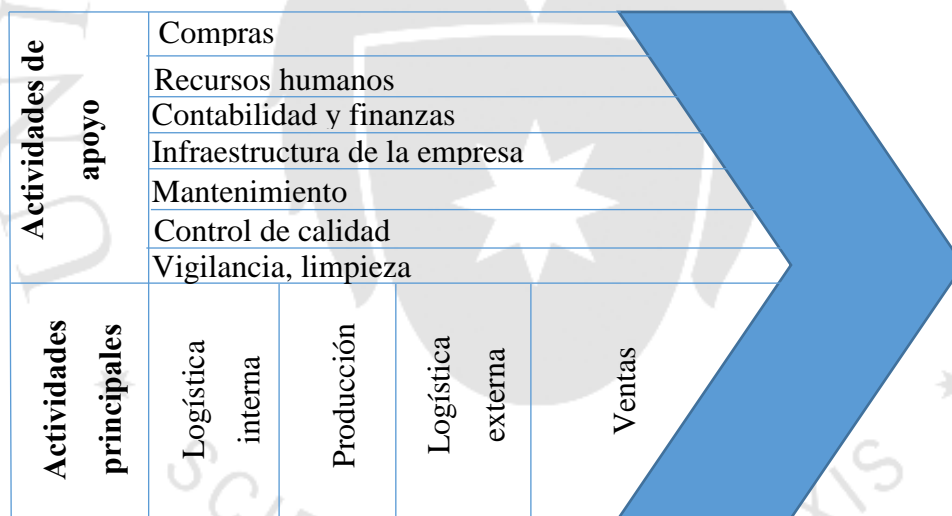 Actividades de
apoyo
Compras
Recursos humanos
Contabilidad y finanzas
Infraestructura de la empresa
Mantenimiento
Control de calidad
Vigilancia, limpieza
Actividades
principales
Logística
interna
Producción
Logística
externa
Ventas